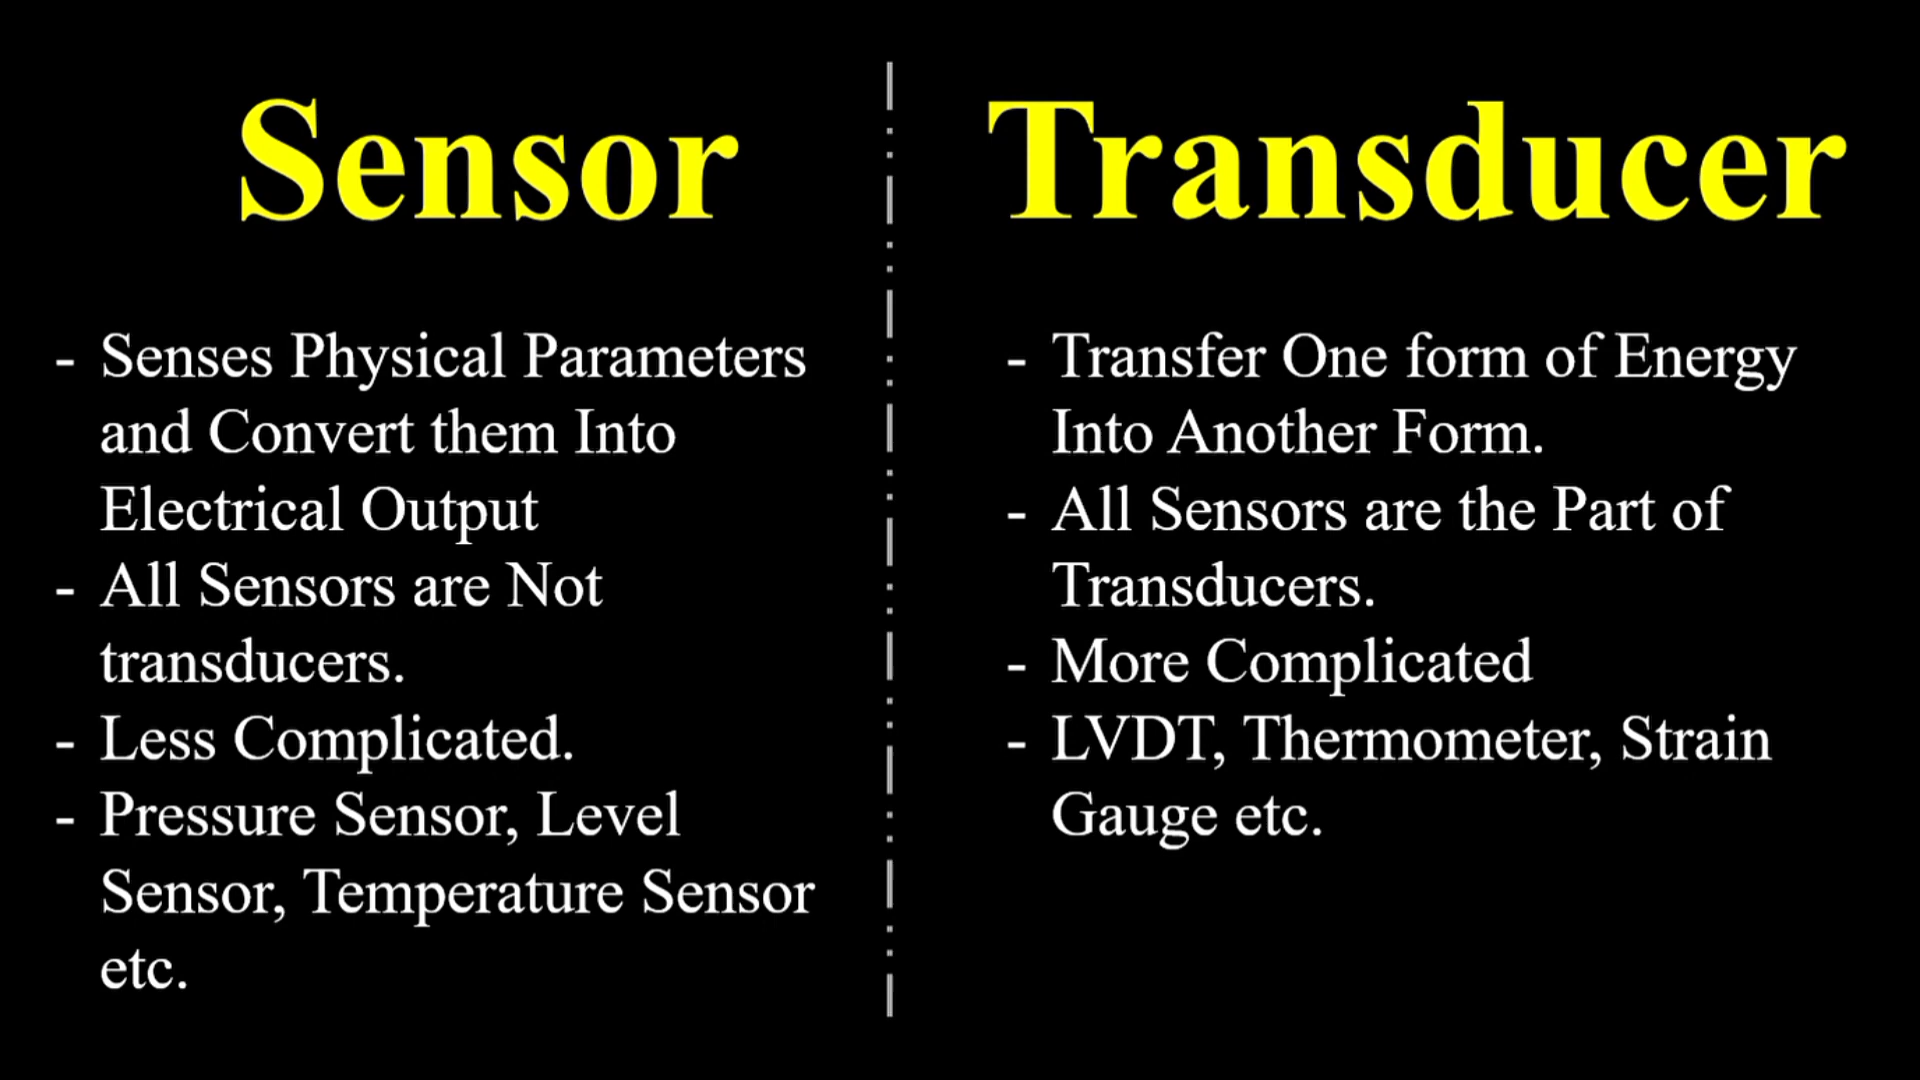 Sensor
- Senses Physical Parameters
and Convert them Into
Electrical Output
- All Sensors are Not
transducers.
- Less Complicated.
- Pressure Sensor, Level
Sensor, Temperature Sensor
etc.
Transducer
- Transfer One form of Energy
Into Another Form.
- All Sensors are the Part of
Transducers.
- More Complicated
- LVDT, Thermometer, Strain
Gauge etc.